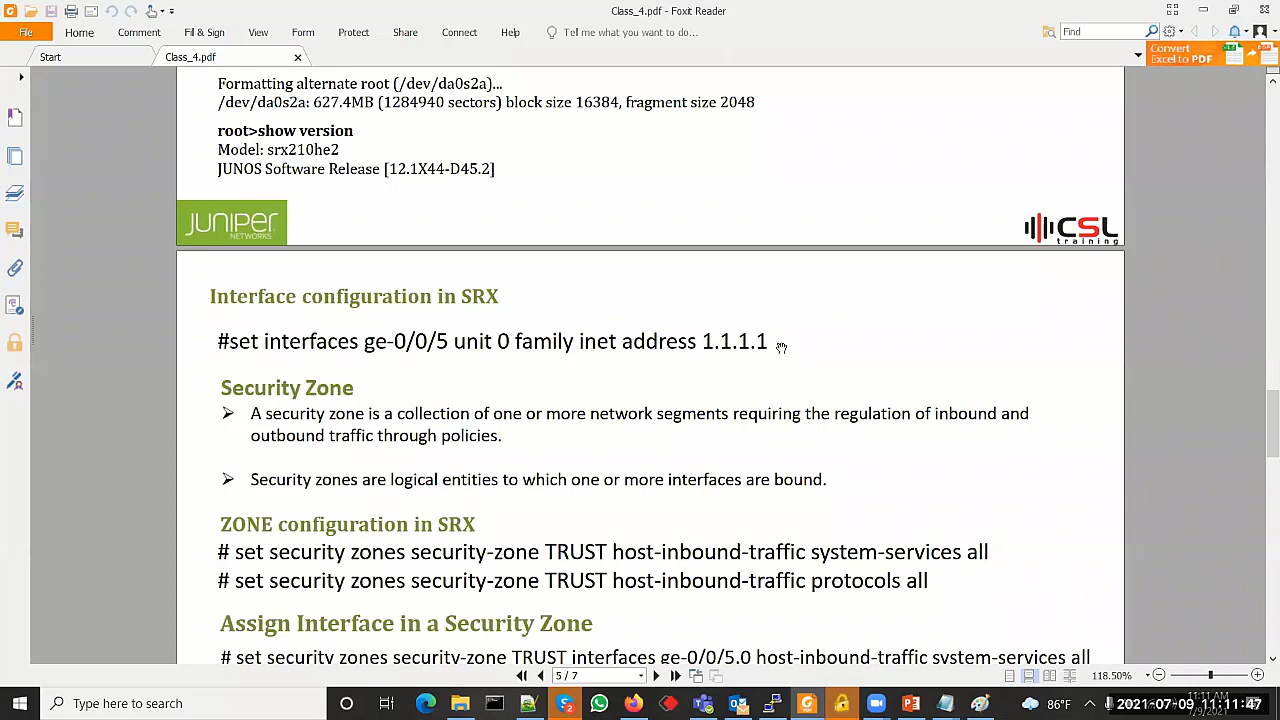 Class_4.pdf - Foxit Reader
File Home Comment Fill & Sign View Form Protect Share Connect Help Tell me what you want to do... Find
Start Class_4.pdf
Convert
Excel to PDF
Formatting alternate root (/dev/da0s2a)...
/dev/da0s2a: 627.4MB (1284940 sectors) block size 16384, fragment size 2048
root>show version
Model: srx210he2
JUNOS Software Release [12.1X44-D45.2]
JUNIPER
NETWORKS
CSL
training
Interface configuration in SRX
#set interfaces ge-0/0/5 unit 0 family inet address 1.1.1.1
Security Zone
A security zone is a collection of one or more network segments requiring the regulation of inbound and
outbound traffic through policies.
Security zones are logical entities to which one or more interfaces are bound.
ZONE configuration in SRX
# set security zones security-zone TRUST host-inbound-traffic system-services all
# set security zones security-zone TRUST host-inbound-traffic protocols all
Assign Interface in a Security Zone
# set security zones security-zone TRUST interfaces ge-0/0/5.0 host-inbound-traffic system-services all
5 / 7
118.50%
Type here to search
86°F
11:11 AM
2021-07-09 11:11:47